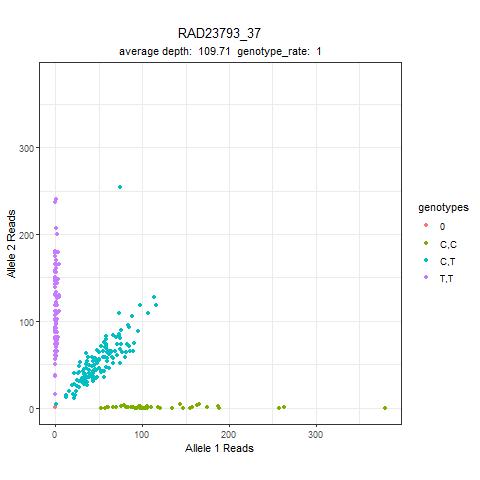 RAD23793_37
average depth:  109.71  genotype_rate:  1
Allele 2 Reads
300
200
100
0
0 100 200 300
Allele 1 Reads
genotypes
0
C,C
C,T
T,T